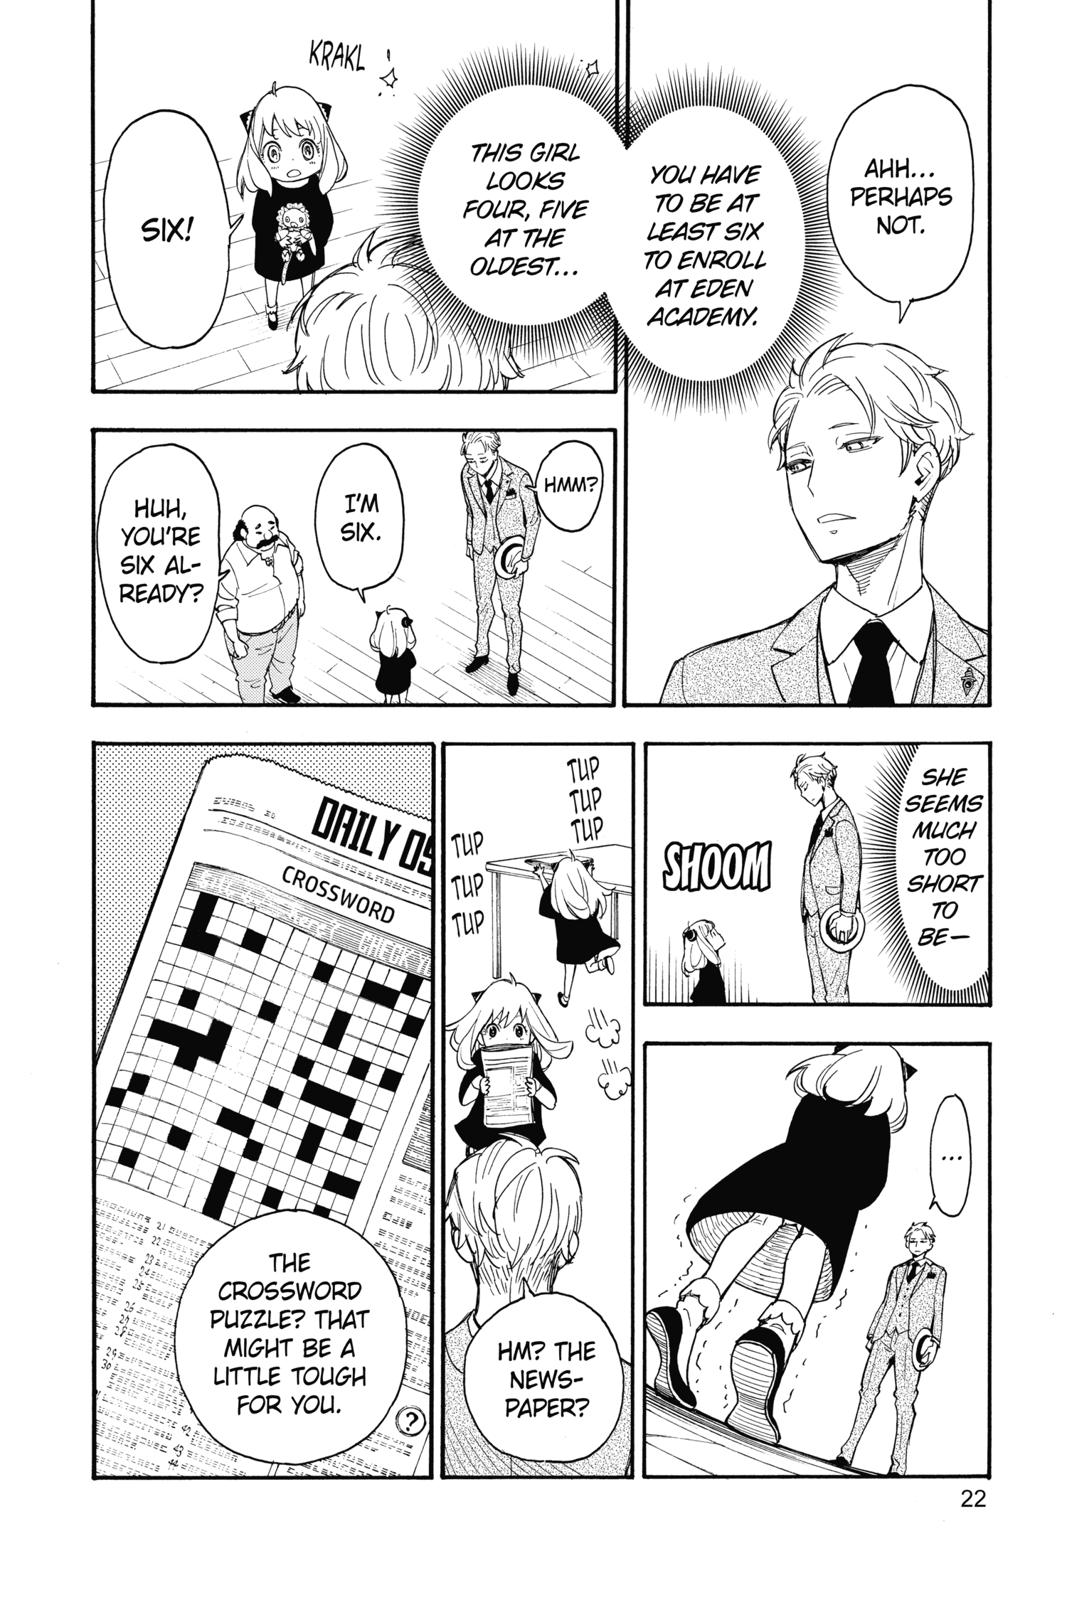 AHH...
PERHAPS
NOT.
YOU HAVE
TO BE AT
LEAST SIX
TO ENROLL
AT EDEN
ACADEMY.
THIS GIRL
LOOKS
FOUR, FIVE
AT THE
OLDEST...
KRAKL
SIX!
HMM?
I'M
SIX.
HUH,
YOU'RE
SIX AL-
READY?
SHE
SEEMS
MUCH
TOO
SHORT
TO
BE—
SHOOM
...
TUP
TUP
TUP
TUP
TUP
TUP
HM? THE
NEWS-
PAPER?
DAILY OS
CROSSWORD
THE
CROSSWORD
PUZZLE? THAT
MIGHT BE A
LITTLE TOUGH
FOR YOU.
?
22